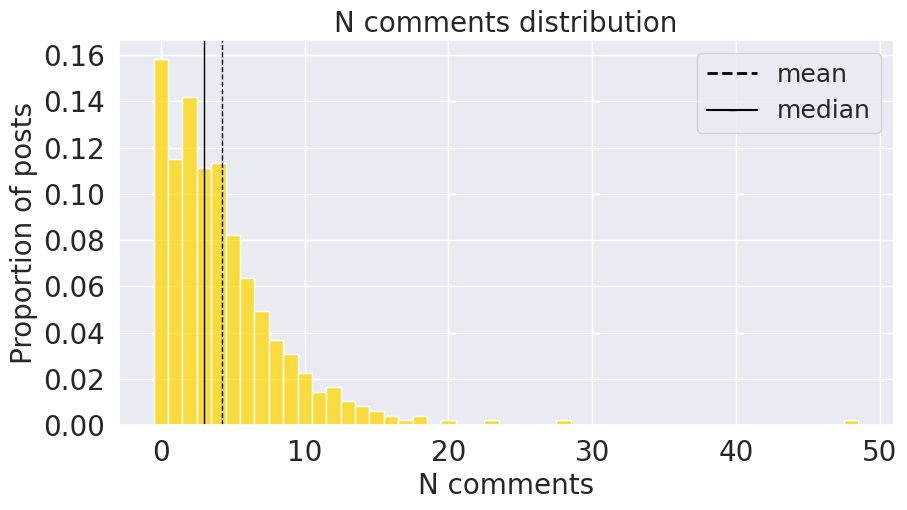 N comments distribution
mean
median
Proportion of posts
0.16
0.14
0.12
0.10
0.08
0.06
0.04
0.02
0.00
0 10 20 30 40 50
N comments